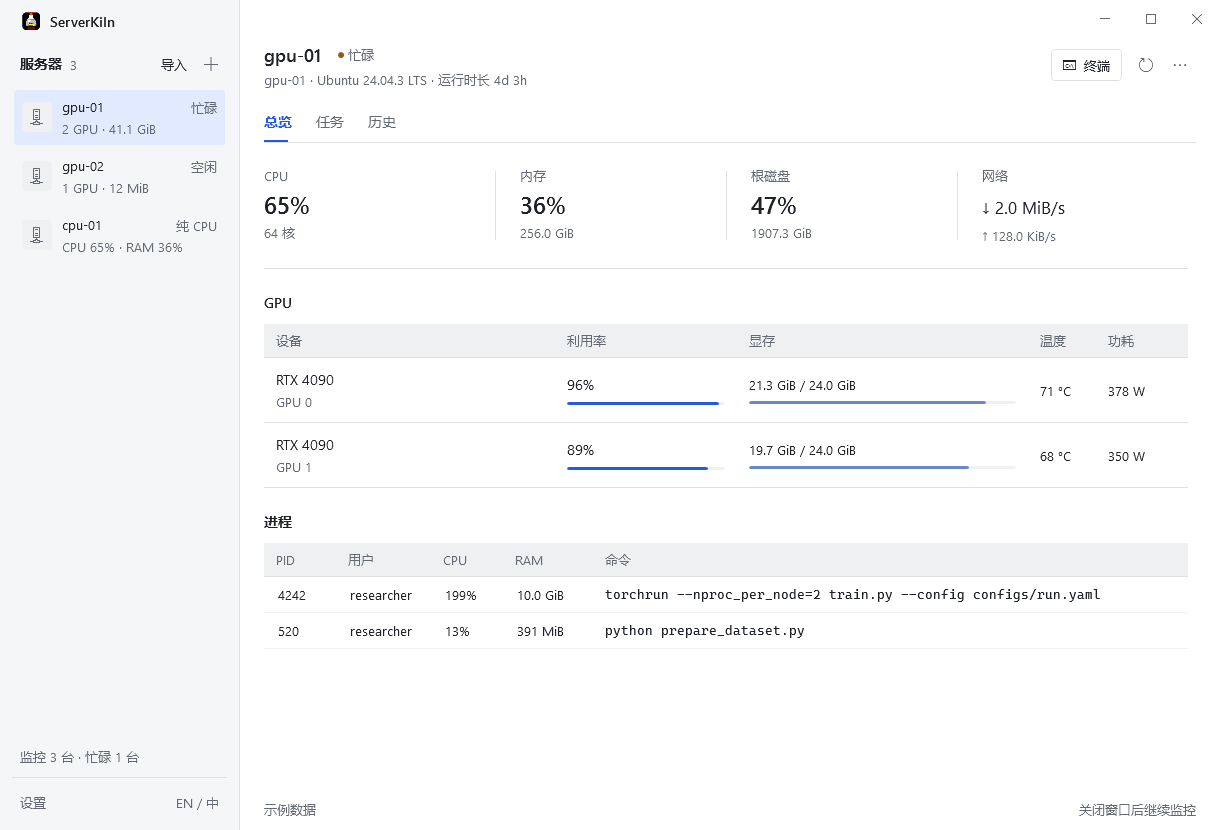 ServerKiln
服务器 3 导入
gpu-01 忙碌
2 GPU · 41.1 GiB
gpu-02 空闲
1 GPU · 12 MiB
cpu-01 纯 CPU
CPU 65% · RAM 36%
监控 3 台 · 忙碌 1 台
设置 EN / 中
gpu-01 忙碌
gpu-01 · Ubuntu 24.04.3 LTS · 运行时长 4d 3h
终端
总览 任务 历史
CPU 内存 根磁盘 网络
65% 36% 47% ↓ 2.0 MiB/s
64 核 256.0 GiB 1907.3 GiB ↑ 128.0 KiB/s
GPU
设备 利用率 显存 温度 功耗
RTX 4090 96% 21.3 GiB / 24.0 GiB 71 °C 378 W
GPU 0
RTX 4090 89% 19.7 GiB / 24.0 GiB 68 °C 350 W
GPU 1
进程
PID 用户 CPU RAM 命令
4242 researcher 199% 10.0 GiB torchrun --nproc_per_node=2 train.py --config configs/run.yaml
520 researcher 13% 391 MiB python prepare_dataset.py
示例数据 关闭窗口后继续监控